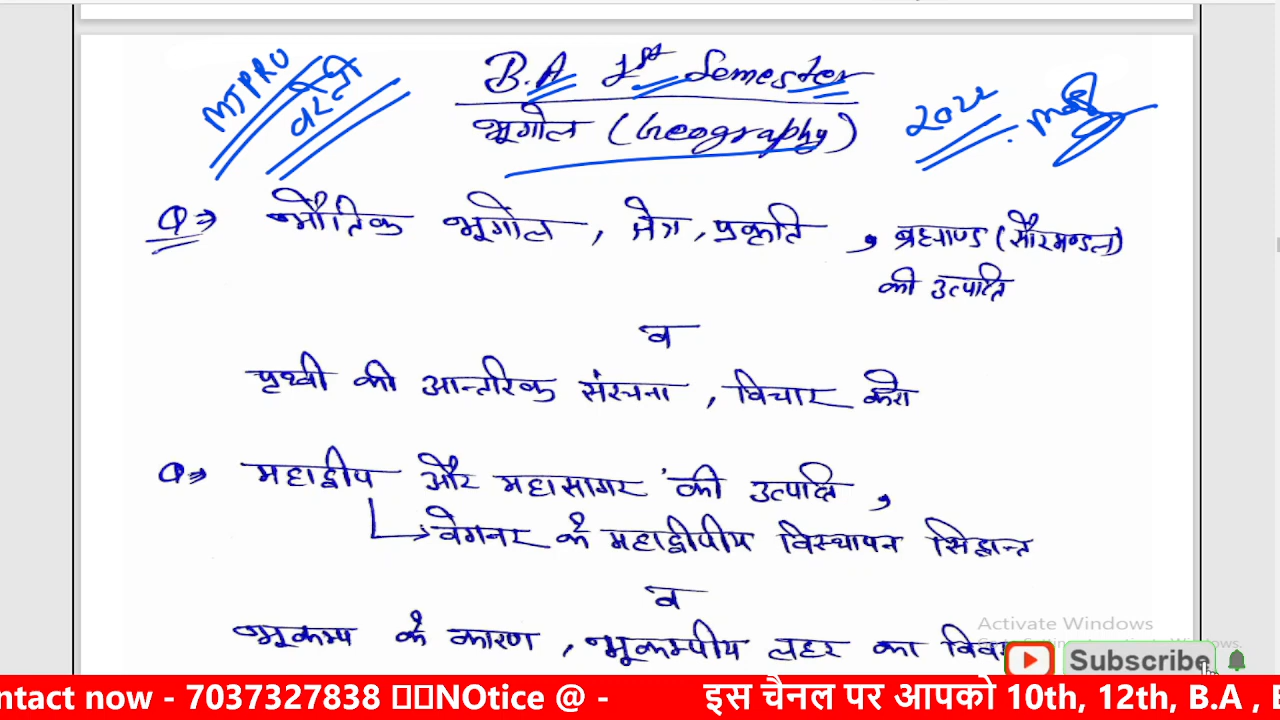 MJPRU
बरेली
B.A 1st Semester
भूगोल (Geography)
2022
Q⇒ भौतिक भूगोल, क्षेत्र, प्रकृति, ब्रह्माण्ड (सौरमण्डल)
की उत्पत्ति
व
पृथ्वी की आन्तरिक संरचना, विचार करो
Q⇒ महाद्वीप और महासागर की उत्पत्ति,
↳ वेगनर के महाद्वीपीय विस्थापन सिद्धान्त
व
भूकम्प के कारण, भूकम्पीय लहर का
Activate Windows
Subscribe
ntact now - 7037327838 □□NOtice @ - इस चैनल पर आपको 10th, 12th, B.A ,